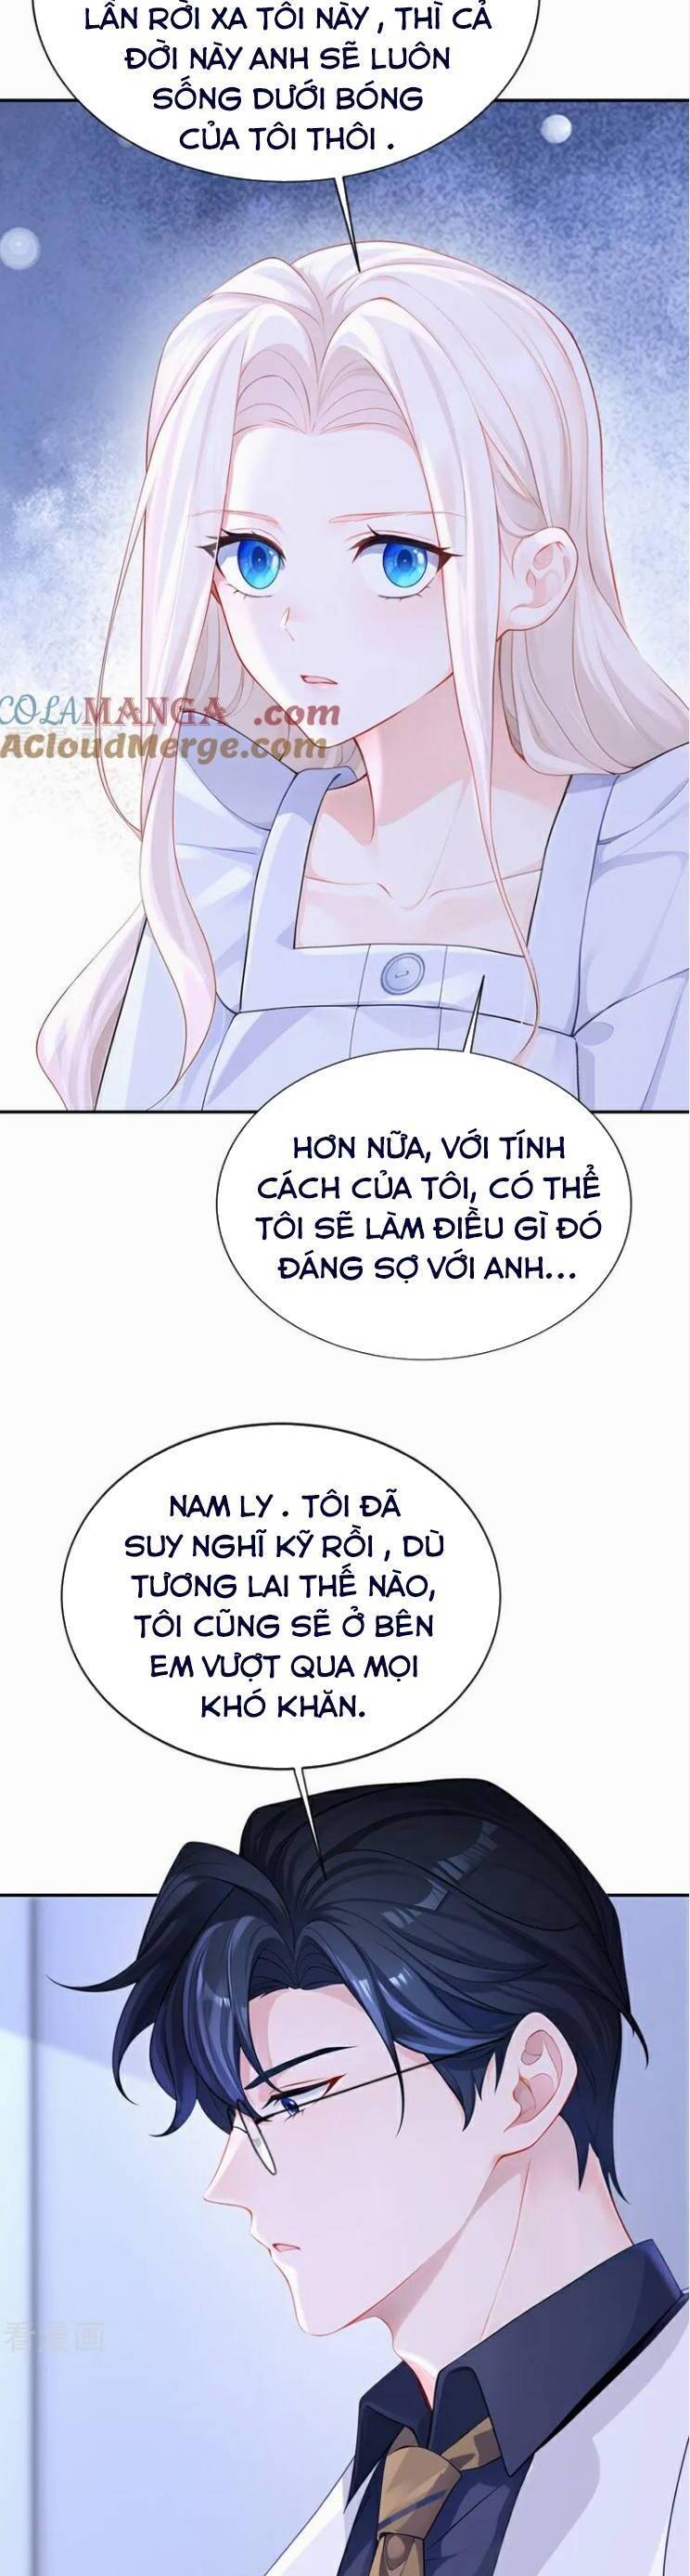 LẦN RỜI XA TÔI NÀY , THÌ CẢ
ĐỜI NÀY ANH SẼ LUÔN
SỐNG DƯỚI BÓNG
CỦA TÔI THÔI .
COLAMANGA .com
ACloudMerge.com
HƠN NỮA, VỚI TÍNH
CÁCH CỦA TÔI, CÓ THỂ
TÔI SẼ LÀM ĐIỀU GÌ ĐÓ
ĐÁNG SỢ VỚI ANH...
NAM LY . TÔI ĐÃ
SUY NGHĨ KỸ RỒI , DÙ
TƯƠNG LAI THẾ NÀO,
TÔI CŨNG SẼ Ở BÊN
EM VƯỢT QUA MỌI
KHÓ KHĂN.
看漫画